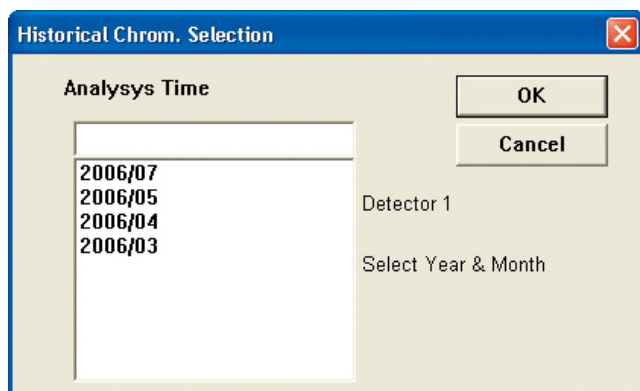 Historical Chrom. Selection
Analysys Time
OK
Cancel
2006/07
2006/05
2006/04
2006/03
Detector 1
Select Year & Month